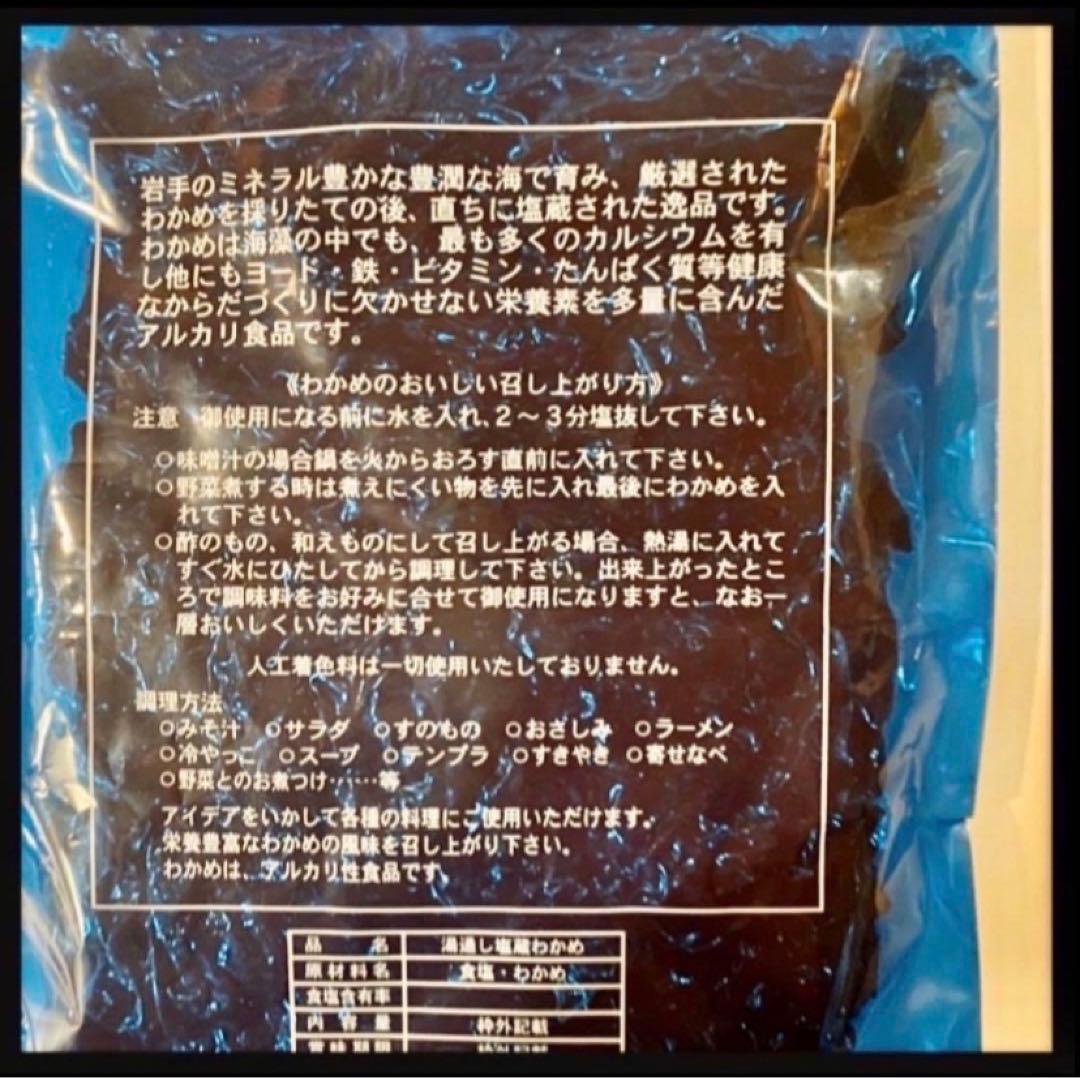 岩手のミネラル豊かな豊潤な海で育み、厳選された
わかめを採りたての後、直ちに塩蔵された逸品です。
わかめは海藻の中でも、最も多くのカルシウムを有
し他にもヨード・鉄・ビタミン・たんぱく質等健康
なからだづくりに欠かせない栄養素を多量に含んだ
アルカリ食品です。
《わかめのおいしい召し上がり方》
注意 御使用になる前に水を入れ、2〜3分塩抜して下さい。
○味噌汁の場合鍋を火からおろす直前に入れて下さい。
○野菜煮する時は煮えにくい物を先に入れ最後にわかめを入
れて下さい。
○酢のもの、和えものにして召し上がる場合、熱湯に入れて
すぐ水にひたしてから調理して下さい。出来上がったとこ
ろで調味料をお好みに合せて御使用になりますと、なお一
層おいしくいただけます。
人工着色料は一切使用いたしておりません。
調理方法
○みそ汁 ○サラダ ○すのもの ○おさしみ ○ラーメン
○冷やっこ ○スープ ○テンプラ ○すきやき ○寄せなべ
○野菜とのお煮つけ……等
アイデアをいかして各種の料理にご使用いただけます。
栄養豊富なわかめの風味を召し上がり下さい。
わかめは、アルカリ性食品です。
品名 湯通し塩蔵わかめ
原材料名 食塩・わかめ
食塩含有率
内容量 枠外記載
賞味期限 枠外記載